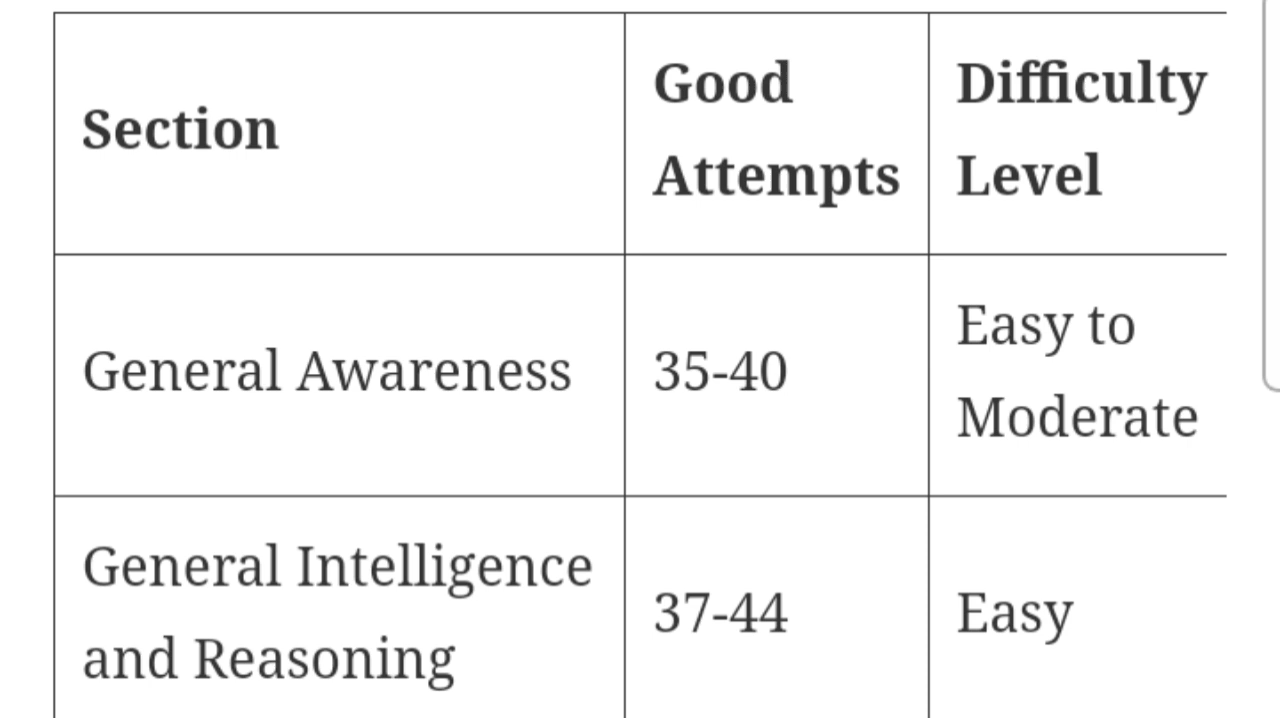 Section
Good
Attempts
Difficulty
Level
General Awareness
35-40
Easy to
Moderate
General Intelligence
and Reasoning
37-44
Easy